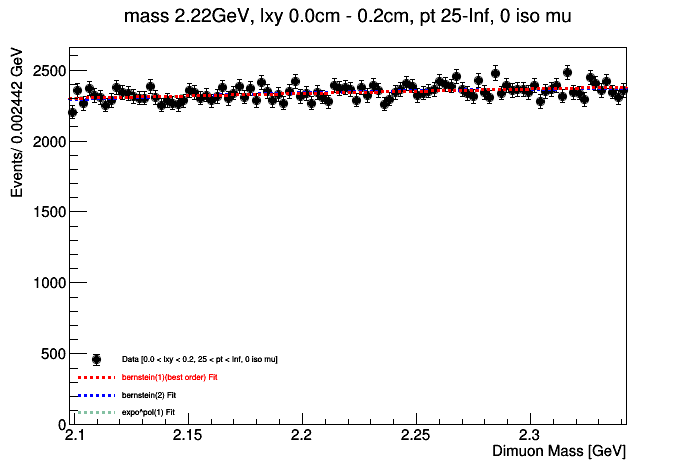 mass 2.22GeV, lxy 0.0cm - 0.2cm, pt 25-Inf, 0 iso mu
Events/ 0.002442 GeV
2500
2000
1500
1000
500
0
Data [0.0 < lxy < 0.2, 25 < pt < Inf, 0 iso mu]
bernstein(1)(best order) Fit
bernstein(2) Fit
expo^pol(1) Fit
2.1 2.15 2.2 2.25 2.3
Dimuon Mass [GeV]